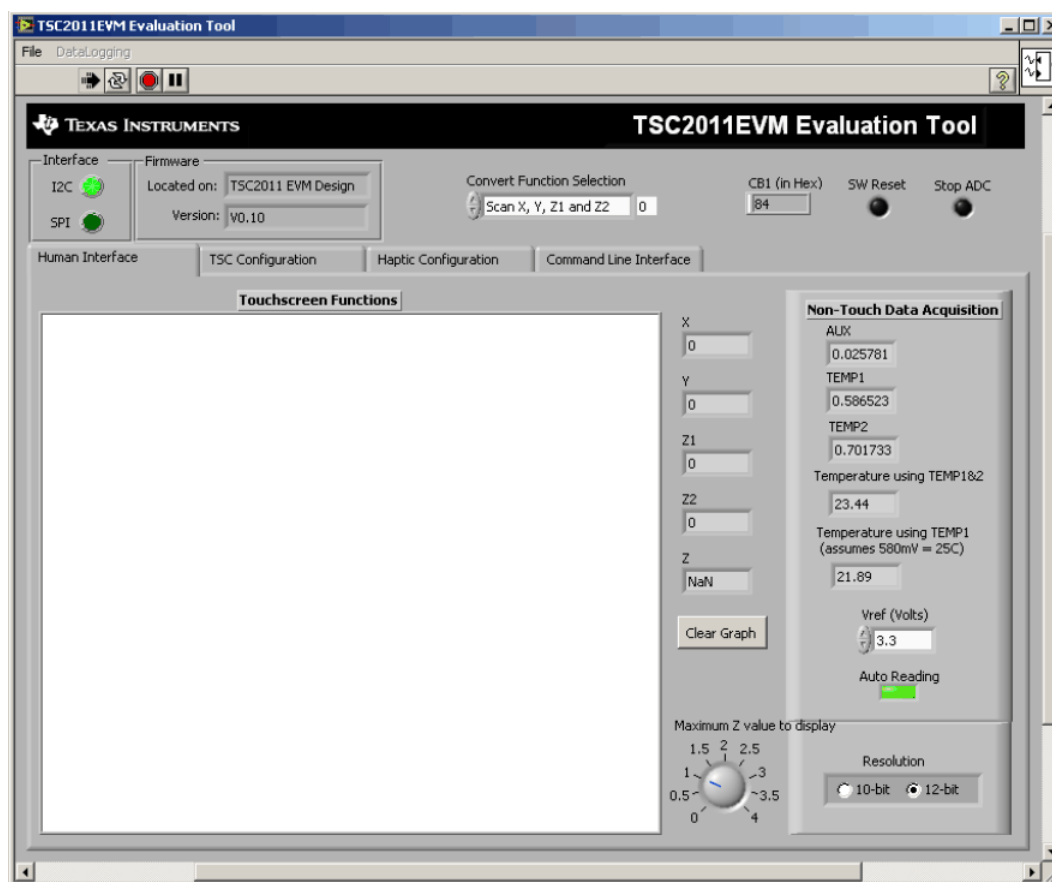 TSC2011EVM Evaluation Tool
File DataLogging
TEXAS INSTRUMENTS
TSC2011EVM Evaluation Tool
Interface
I2C
SPI
Firmware
Located on: TSC2011 EVM Design
Version: V0.10
Convert Function Selection
Scan X, Y, Z1 and Z2 0
CB1 (in Hex)
84
SW Reset
Stop ADC
Human Interface TSC Configuration Haptic Configuration Command Line Interface
Touchscreen Functions
X
0
Y
0
Z1
0
Z2
0
Z
NaN
Clear Graph
Maximum Z value to display
0 0.5 1 1.5 2 2.5 3 3.5 4
Non-Touch Data Acquisition
AUX
0.025781
TEMP1
0.586523
TEMP2
0.701733
Temperature using TEMP1&2
23.44
Temperature using TEMP1
(assumes 580mV = 25C)
21.89
Vref (Volts)
3.3
Auto Reading
Resolution
10-bit 12-bit